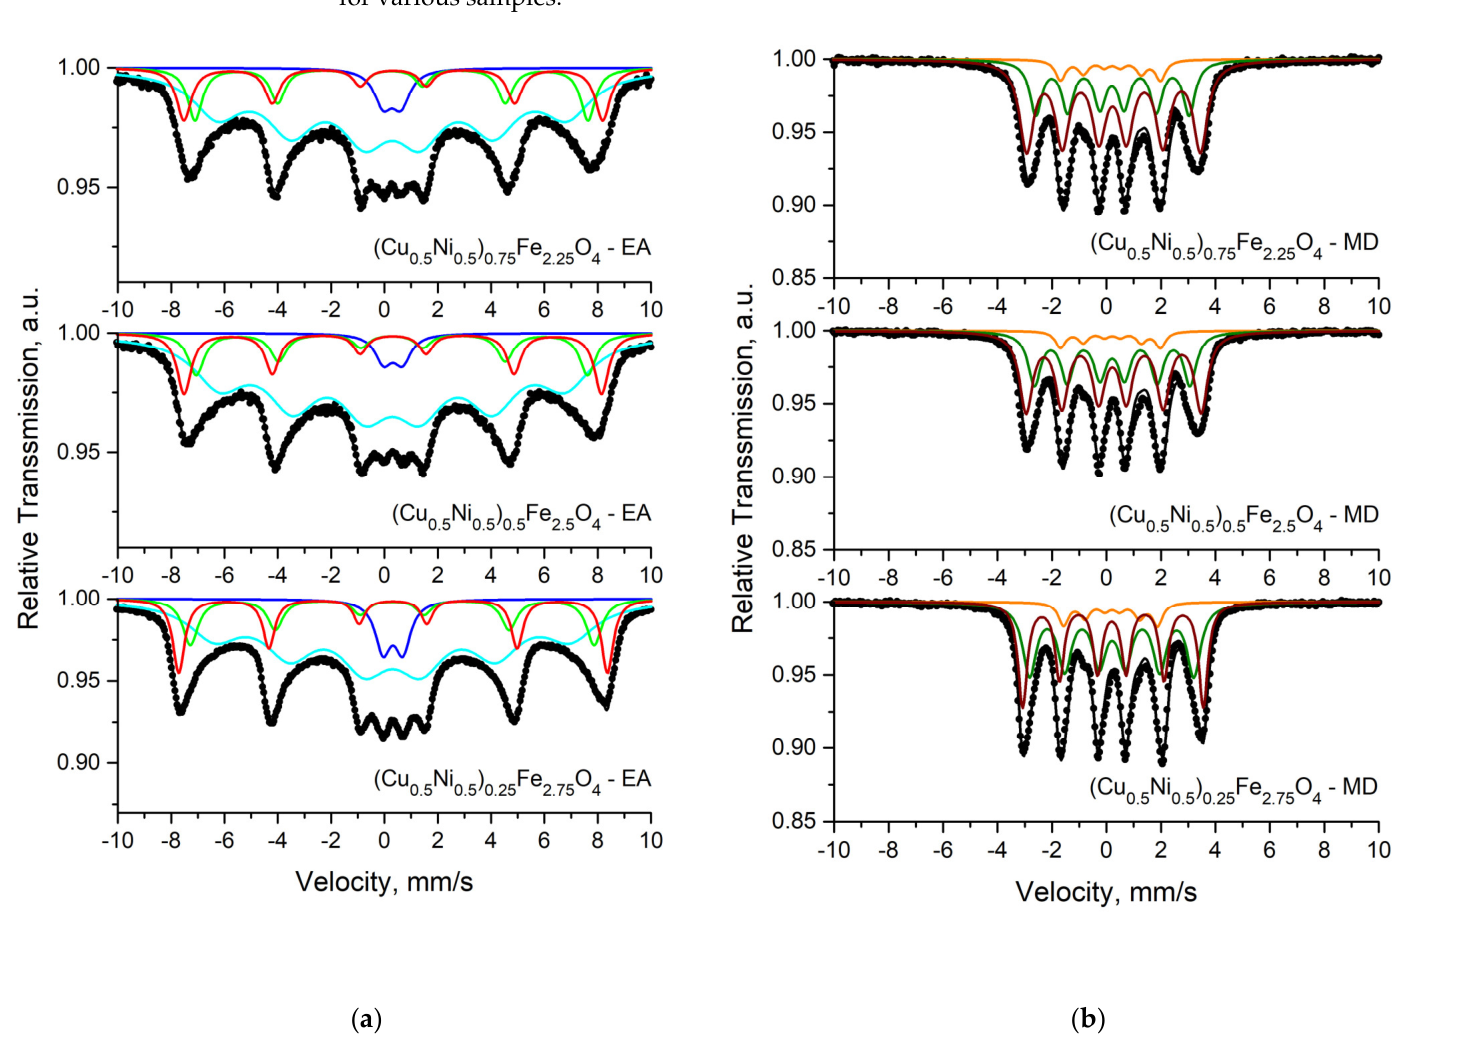 for various samples.
1.00
0.95
(Cu0.5Ni0.5)0.75Fe2.25O4 - EA
-10 -8 -6 -4 -2 0 2 4 6 8 10
1.00
0.95
(Cu0.5Ni0.5)0.5Fe2.5O4 - EA
-10 -8 -6 -4 -2 0 2 4 6 8 10
1.00
0.95
0.90
(Cu0.5Ni0.5)0.25Fe2.75O4 - EA
-10 -8 -6 -4 -2 0 2 4 6 8 10
Relative Transsmission, a.u.
Velocity, mm/s
(a)
1.00
0.95
0.90
0.85
(Cu0.5Ni0.5)0.75Fe2.25O4 - MD
-10 -8 -6 -4 -2 0 2 4 6 8 10
1.00
0.95
0.90
0.85
(Cu0.5Ni0.5)0.5Fe2.5O4 - MD
-10 -8 -6 -4 -2 0 2 4 6 8 10
1.00
0.95
0.90
0.85
(Cu0.5Ni0.5)0.25Fe2.75O4 - MD
-10 -8 -6 -4 -2 0 2 4 6 8 10
Relative Transmission, a.u.
Velocity, mm/s
(b)